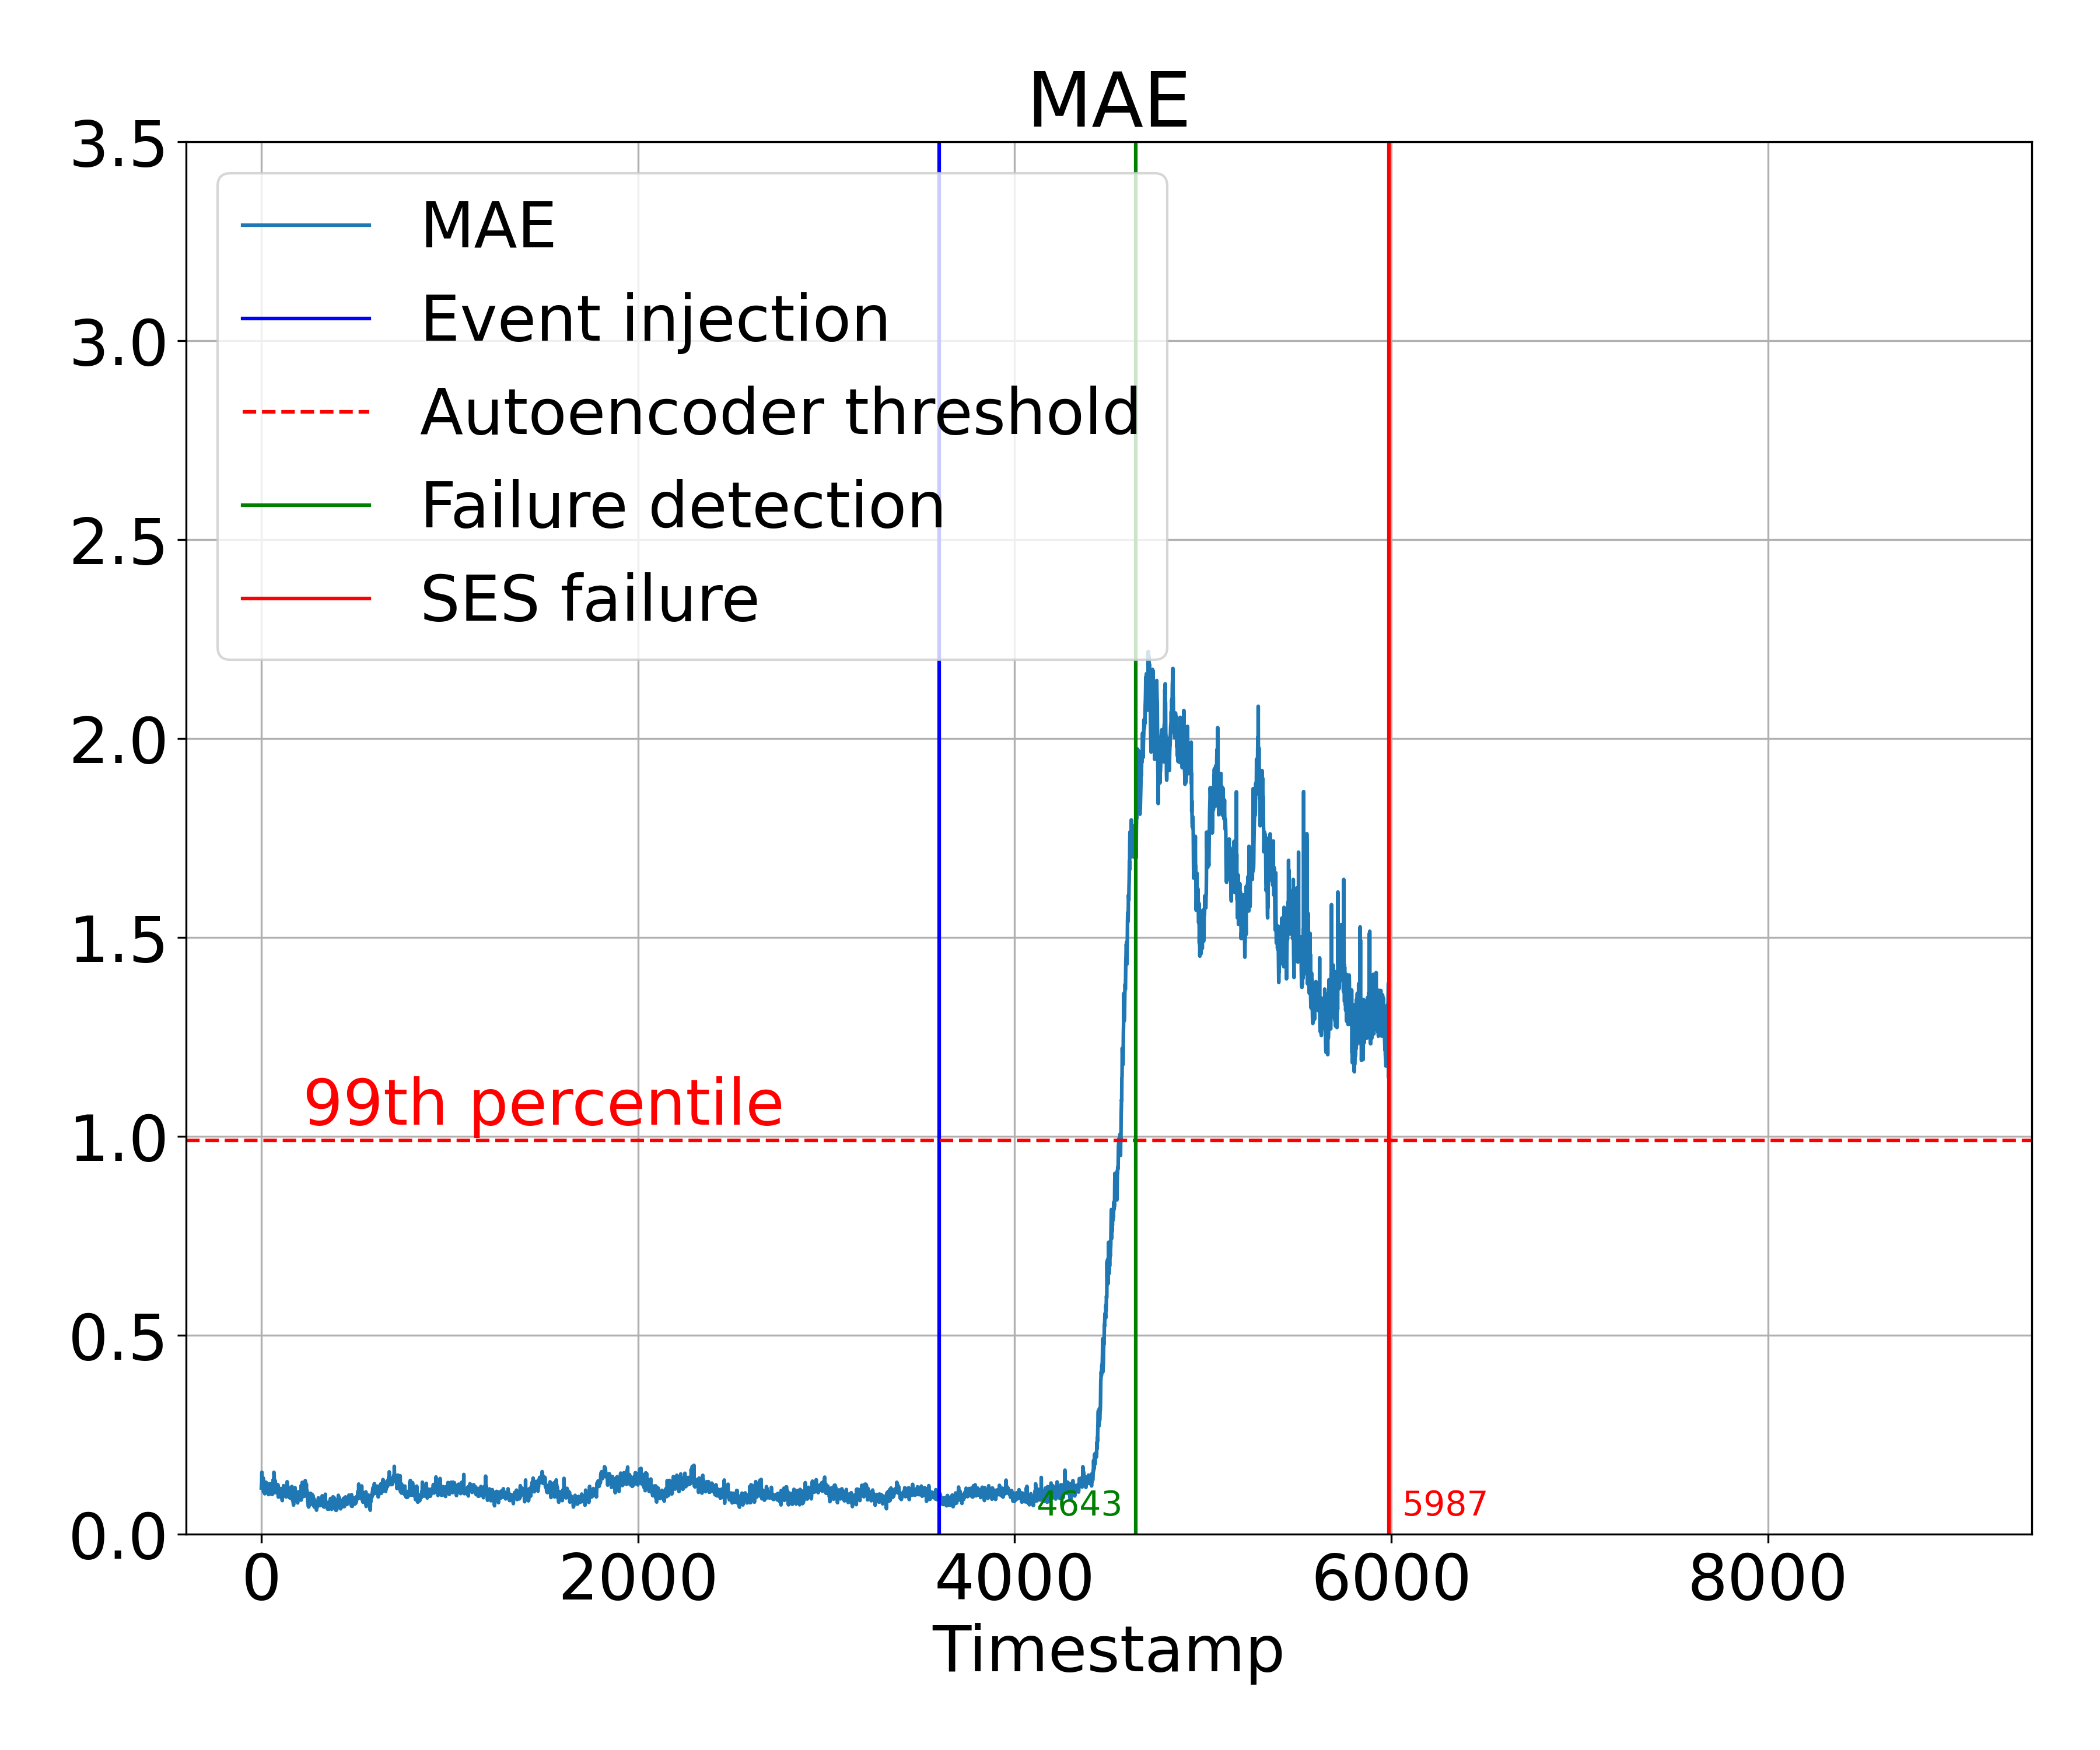 MAE
3.5
3.0
2.5
2.0
1.5
1.0
0.5
0.0
MAE
Event injection
Autoencoder threshold
Failure detection
SES failure
99th percentile
4643
5987
0 2000 4000 6000 8000
Timestamp